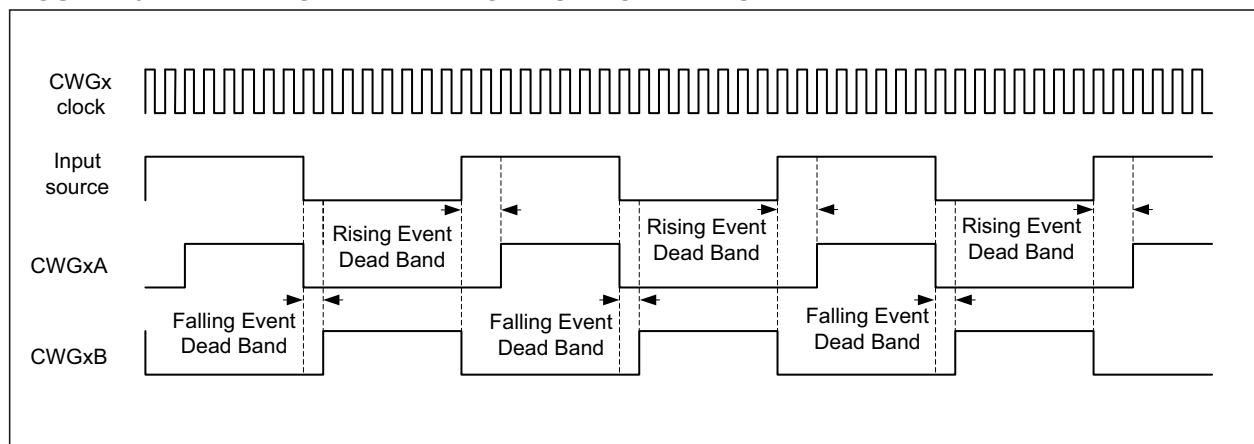 CWGx
clock
Input
source
Rising Event
Dead Band
Rising Event
Dead Band
Rising Event
Dead Band
CWGxA
Falling Event
Dead Band
Falling Event
Dead Band
Falling Event
Dead Band
CWGxB